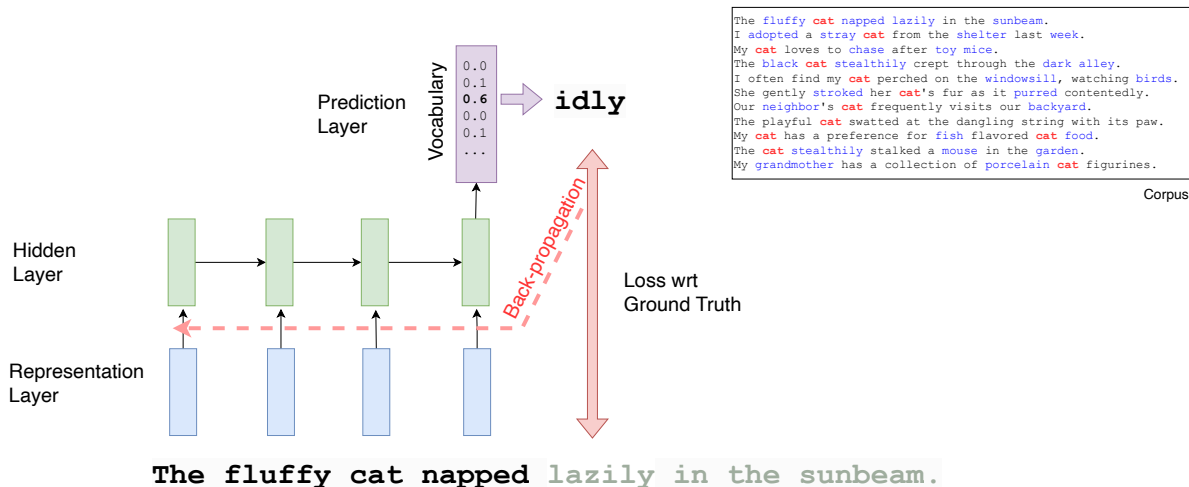 The fluffy cat napped lazily in the sunbeam.
I adopted a stray cat from the shelter last week.
My cat loves to chase after toy mice.
The black cat stealthily crept through the dark alley.
I often find my cat perched on the windowsill, watching birds.
She gently stroked her cat's fur as it purred contentedly.
Our neighbor's cat frequently visits our backyard.
The playful cat swatted at the dangling string with its paw.
My cat has a preference for fish flavored cat food.
The cat stealthily stalked a mouse in the garden.
My grandmother has a collection of porcelain cat figurines.
Corpus
Prediction
Layer
Vocabulary
0.0
0.1
0.6
0.0
0.1
...
idly
Hidden
Layer
Back-propagation
Loss wrt
Ground Truth
Representation
Layer
The fluffy cat napped lazily in the sunbeam.